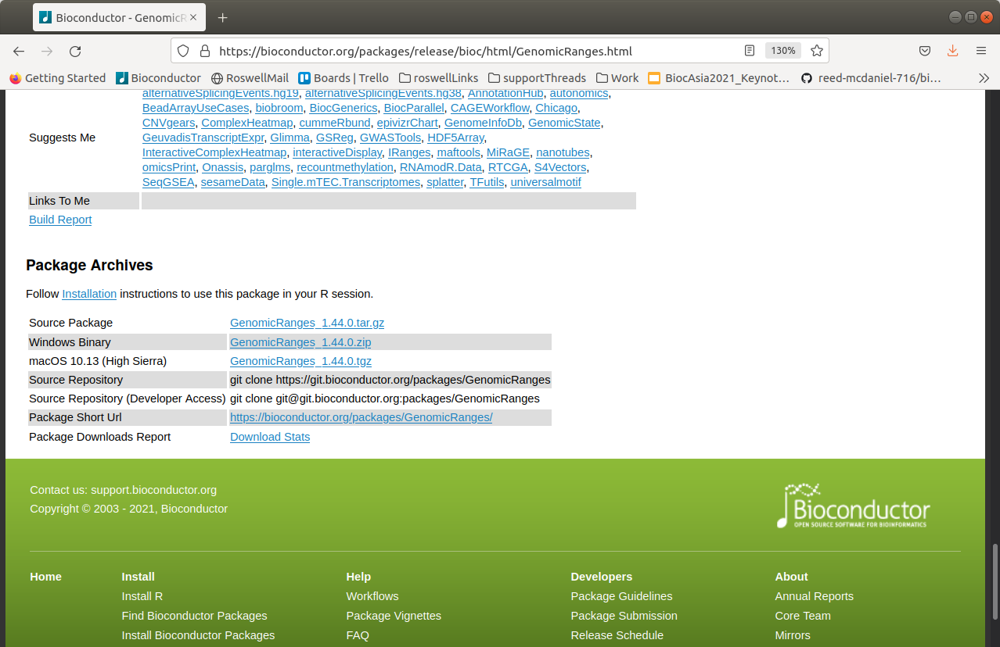 Bioconductor - GenomicR
https://bioconductor.org/packages/release/bioc/html/GenomicRanges.html 130%
Getting Started Bioconductor RoswellMail Boards | Trello roswellLinks supportThreads Work BiocAsia2021_Keynot… reed-mcdaniel-716/bi…
alternativeSplicingEvents.hg19, alternativeSplicingEvents.hg38, AnnotationHub, autonomics,
BeadArrayUseCases, biobroom, BiocGenerics, BiocParallel, CAGEWorkflow, Chicago,
CNVgears, ComplexHeatmap, cummeRbund, epivizrChart, GenomeInfoDb, GenomicState,
Suggests Me GeuvadisTranscriptExpr, Glimma, GSReg, GWASTools, HDF5Array,
InteractiveComplexHeatmap, interactiveDisplay, IRanges, maftools, MiRaGE, nanotubes,
omicsPrint, Onassis, parglms, recountmethylation, RNAmodR.Data, RTCGA, S4Vectors,
SeqGSEA, sesameData, Single.mTEC.Transcriptomes, splatter, TFutils, universalmotif
Links To Me
Build Report
Package Archives
Follow Installation instructions to use this package in your R session.
Source Package GenomicRanges_1.44.0.tar.gz
Windows Binary GenomicRanges_1.44.0.zip
macOS 10.13 (High Sierra) GenomicRanges_1.44.0.tgz
Source Repository git clone https://git.bioconductor.org/packages/GenomicRanges
Source Repository (Developer Access) git clone git@git.bioconductor.org:packages/GenomicRanges
Package Short Url https://bioconductor.org/packages/GenomicRanges/
Package Downloads Report Download Stats
Contact us: support.bioconductor.org
Copyright © 2003 - 2021, Bioconductor
Bioconductor
OPEN SOURCE SOFTWARE FOR BIOINFORMATICS
Home Install Help Developers About
Install R Workflows Package Guidelines Annual Reports
Find Bioconductor Packages Package Vignettes Package Submission Core Team
Install Bioconductor Packages FAQ Release Schedule Mirrors